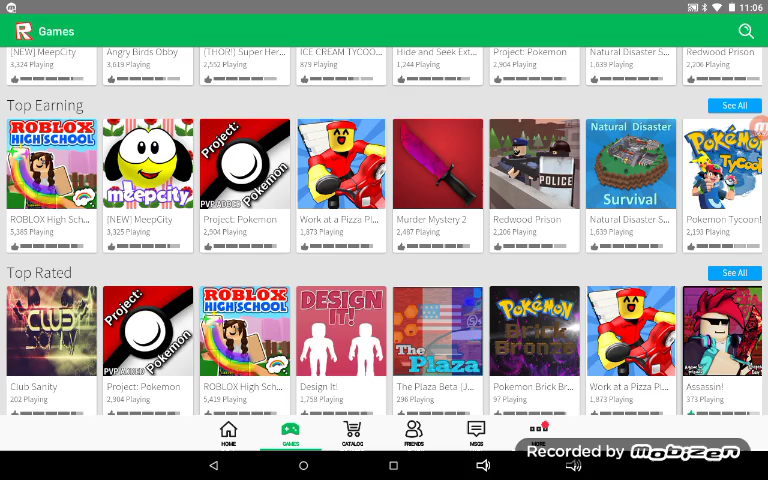 11:06
Games
[NEW] MeepCity
Angry Birds Obby
(THOR!) Super Her...
ICE CREAM TYCOO...
Hide and Seek Ext...
Project: Pokemon
Natural Disaster S...
Redwood Prison
3,324 Playing
3,619 Playing
2,552 Playing
879 Playing
1,244 Playing
2,904 Playing
1,639 Playing
2,206 Playing
Top Earning
See All
ROBLOX
HIGH SCHOOL
meepcity
Project:
Pokemon
PVP ADDED
POLICE
Natural Disaster
Survival
Pokémon
Tycoon
ROBLOX High Sch...
[NEW] MeepCity
Project: Pokemon
Work at a Pizza Pl...
Murder Mystery 2
Redwood Prison
Natural Disaster S...
Pokemon Tycoon!
5,385 Playing
3,325 Playing
2,904 Playing
1,873 Playing
2,487 Playing
2,206 Playing
1,639 Playing
2,193 Playing
Top Rated
See All
CLUB
Project:
Pokemon
PVP ADDED
ROBLOX
HIGH SCHOOL
DESIGN
IT!
The
Plaza
POKÉMON
Brick
Bronze
Club Sanity
Project: Pokemon
ROBLOX High Sch...
Design It!
The Plaza Beta [J...
Pokemon Brick Br...
Work at a Pizza Pl...
Assassin!
202 Playing
2,904 Playing
5,419 Playing
1,758 Playing
296 Playing
97 Playing
1,873 Playing
373 Playing
HOME
GAMES
CATALOG
FRIENDS
MSGS
MORE
Recorded by mobizen